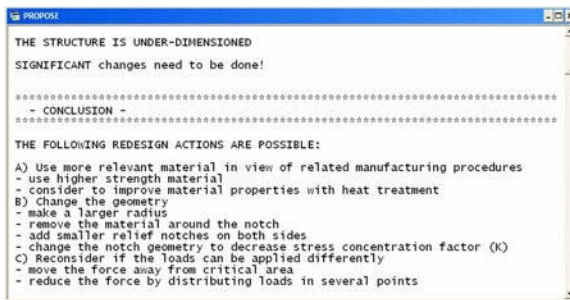 PROPOSE
THE STRUCTURE IS UNDER-DIMENSIONED
SIGNIFICANT changes need to be done!
********************************************************************************
- CONCLUSION -
********************************************************************************
THE FOLLOWING REDESIGN ACTIONS ARE POSSIBLE:
A) Use more relevant material in view of related manufacturing procedures
- use higher strength material
- consider to improve material properties with heat treatment
B) Change the geometry
- make a larger radius
- remove the material around the notch
- add smaller relief notches on both sides
- change the notch geometry to decrease stress concentration factor (K)
C) Reconsider if the loads can be applied differently
- move the force away from critical area
- reduce the force by distributing loads in several points